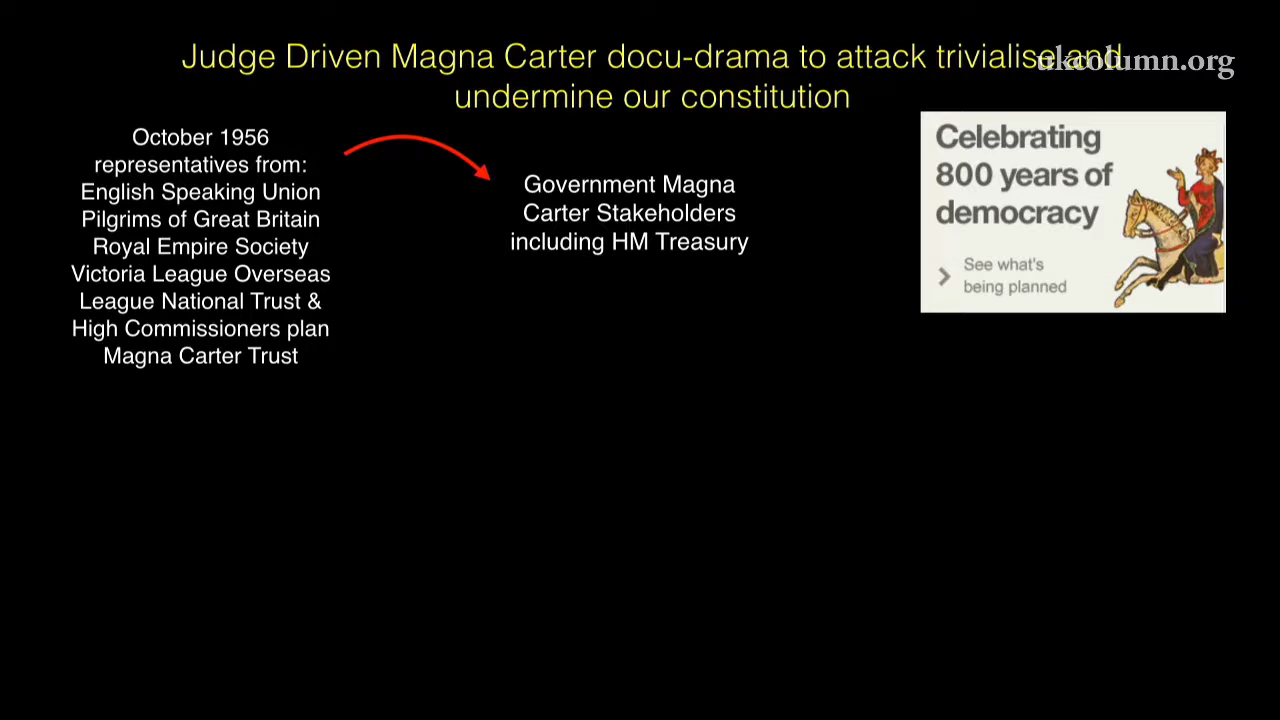 Judge Driven Magna Carter docu-drama to attack trivialise and
undermine our constitution
ukcolumn.org
October 1956
representatives from:
English Speaking Union
Pilgrims of Great Britain
Royal Empire Society
Victoria League Overseas
League National Trust &
High Commissioners plan
Magna Carter Trust
Government Magna
Carter Stakeholders
including HM Treasury
Celebrating
800 years of
democracy
See what's
being planned